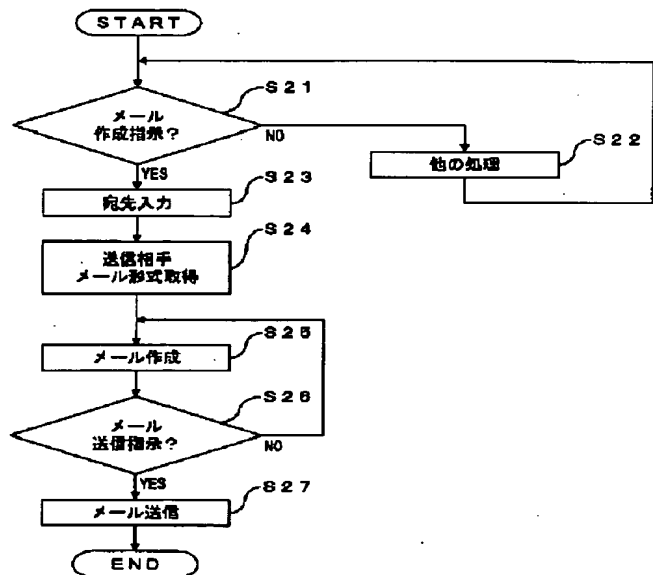 START
S21
メール
作成指示？
NO
YES
S22
他の処理
S23
宛先入力
S24
送信相手
メール形式取得
S25
メール作成
S26
メール
送信指示？
NO
YES
S27
メール送信
END